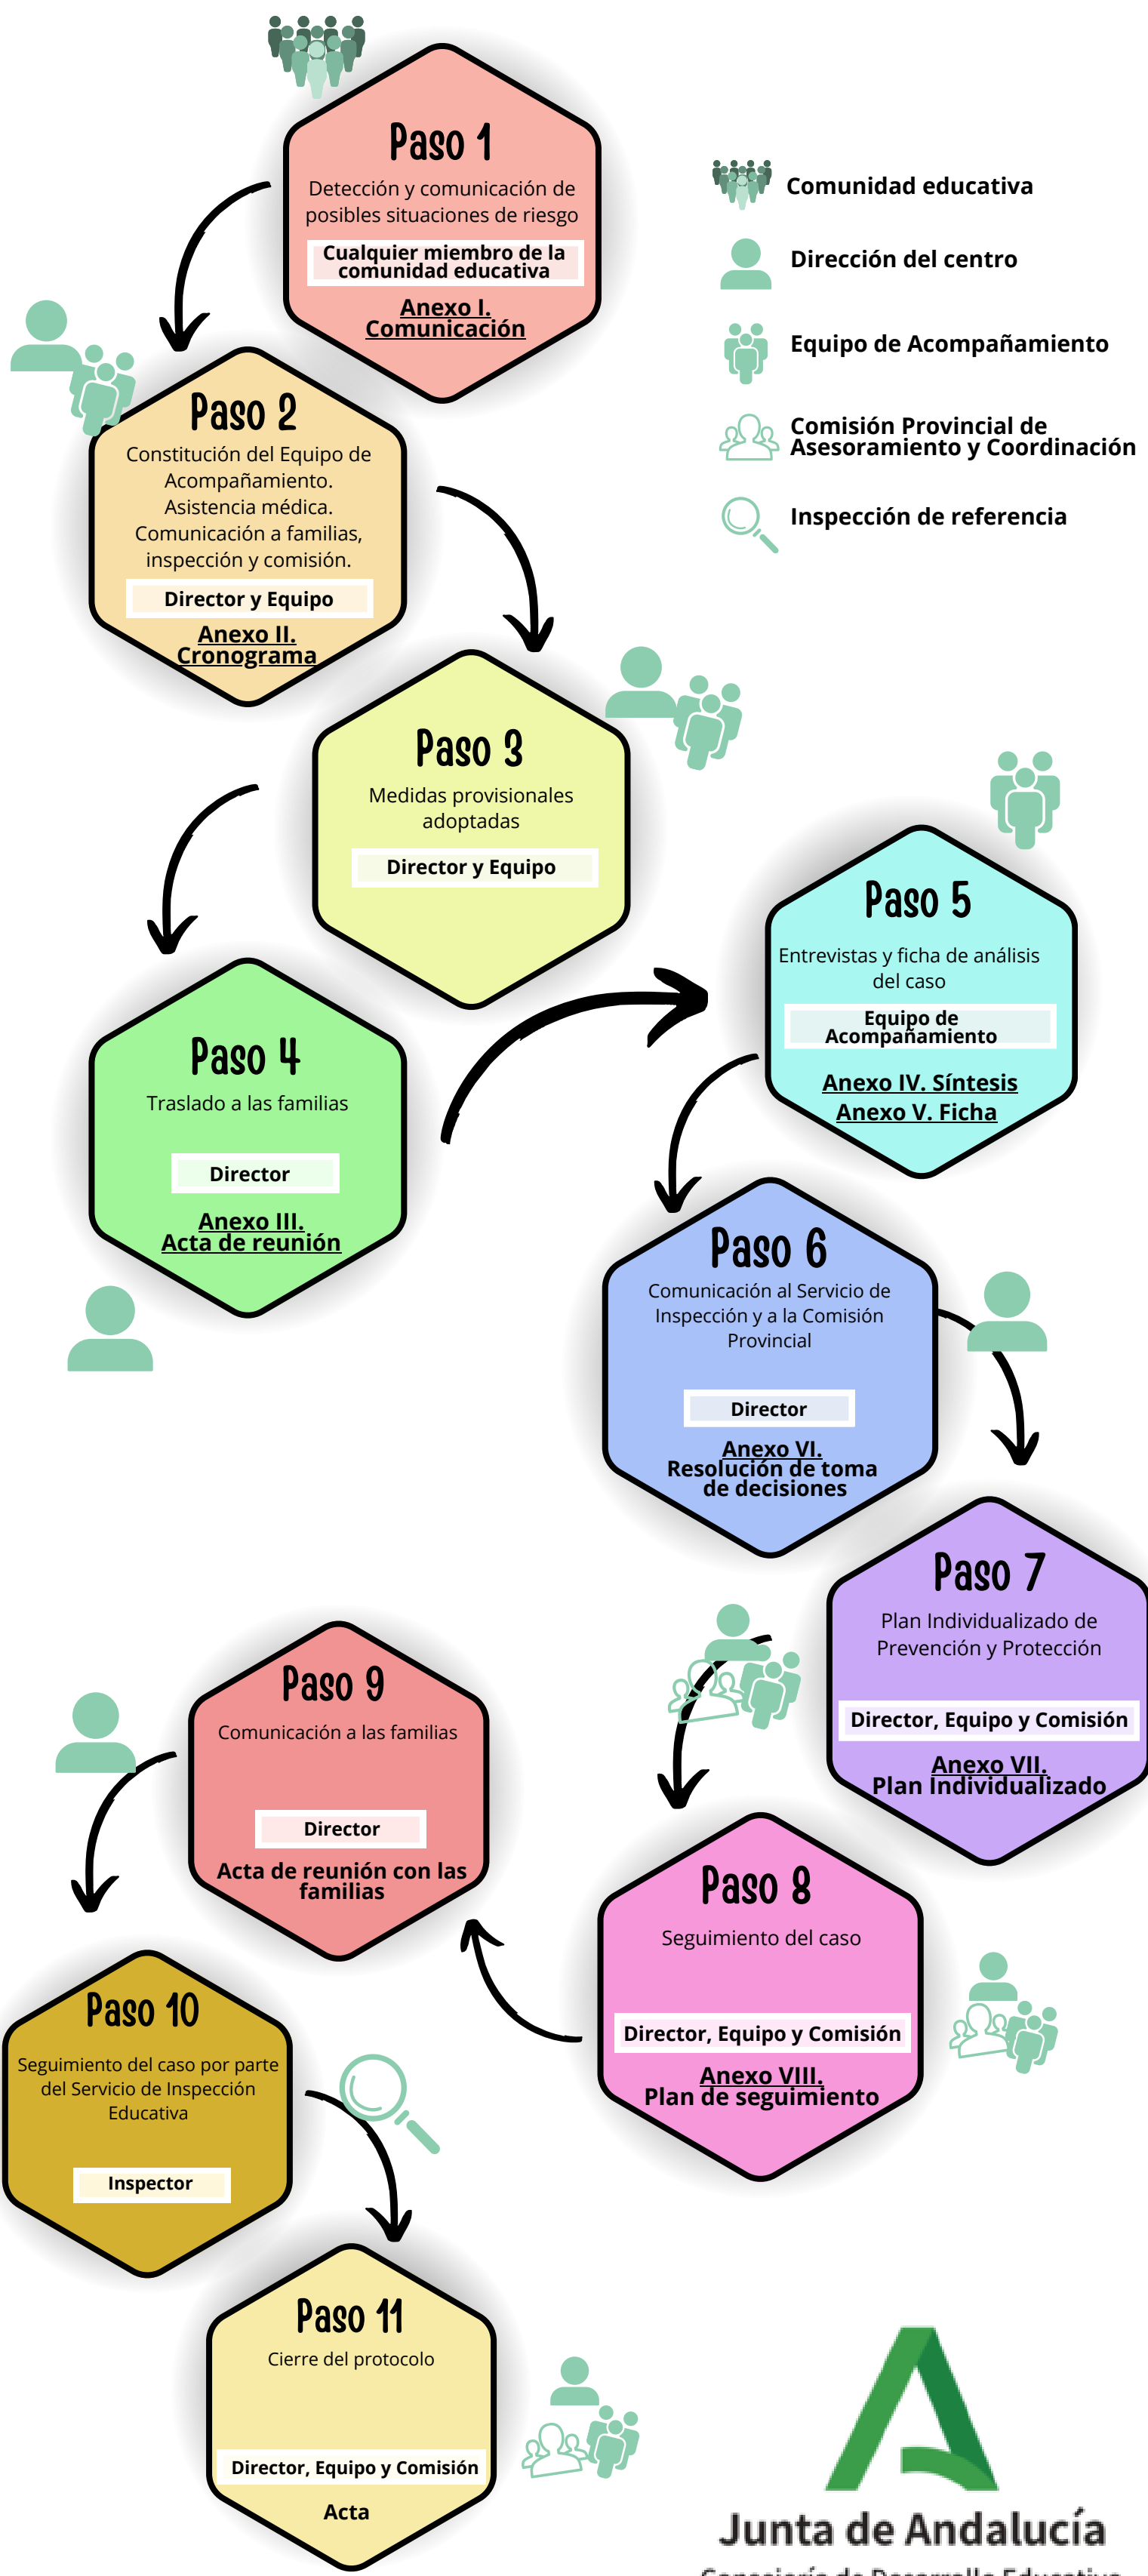 Paso 1
Detección y comunicación de
posibles situaciones de riesgo
Cualquier miembro de la
comunidad educativa
Anexo I.
Comunicación
Comunidad educativa
Dirección del centro
Equipo de Acompañamiento
Comisión Provincial de
Asesoramiento y Coordinación
Inspección de referencia
Paso 2
Constitución del Equipo de
Acompañamiento.
Asistencia médica.
Comunicación a familias,
inspección y comisión.
Director y Equipo
Anexo II.
Cronograma
Paso 3
Medidas provisionales
adoptadas
Director y Equipo
Paso 4
Traslado a las familias
Director
Anexo III.
Acta de reunión
Paso 5
Entrevistas y ficha de análisis
del caso
Equipo de
Acompañamiento
Anexo IV. Síntesis
Anexo V. Ficha
Paso 6
Comunicación al Servicio de
Inspección y a la Comisión
Provincial
Director
Anexo VI.
Resolución de toma
de decisiones
Paso 7
Plan Individualizado de
Prevención y Protección
Director, Equipo y Comisión
Anexo VII.
Plan Individualizado
Paso 8
Seguimiento del caso
Director, Equipo y Comisión
Anexo VIII.
Plan de seguimiento
Paso 9
Comunicación a las familias
Director
Acta de reunión con las
familias
Paso 10
Seguimiento del caso por parte
del Servicio de Inspección
Educativa
Inspector
Paso 11
Cierre del protocolo
Director, Equipo y Comisión
Acta
Junta de Andalucía
Consejería de Desarrollo Educativo